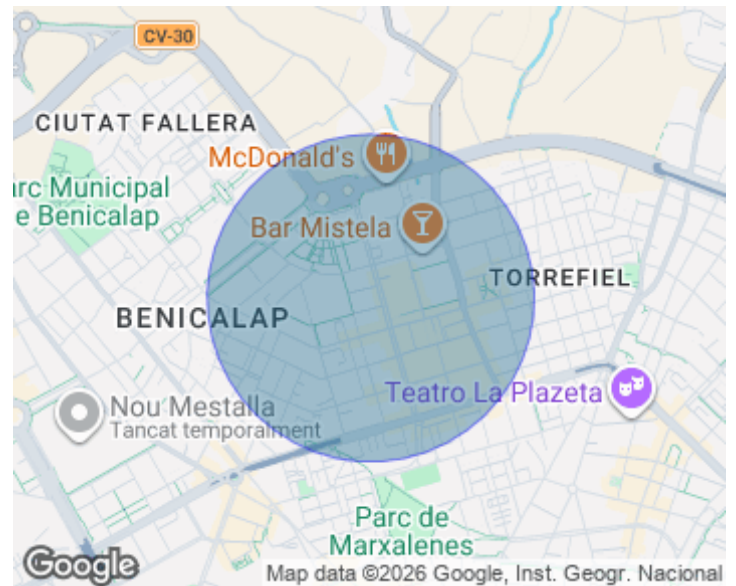 CV-30
CIUTAT FALLERA
McDonald's
arc Municipal
e Benicalap
Bar Mistela
TORREFIEL
BENICALAP
Teatro La Plazeta
Nou Mestalla
Tancat temporalment
Parc de
Marxalenes
Google
Map data ©2026 Google, Inst. Geogr. Nacional